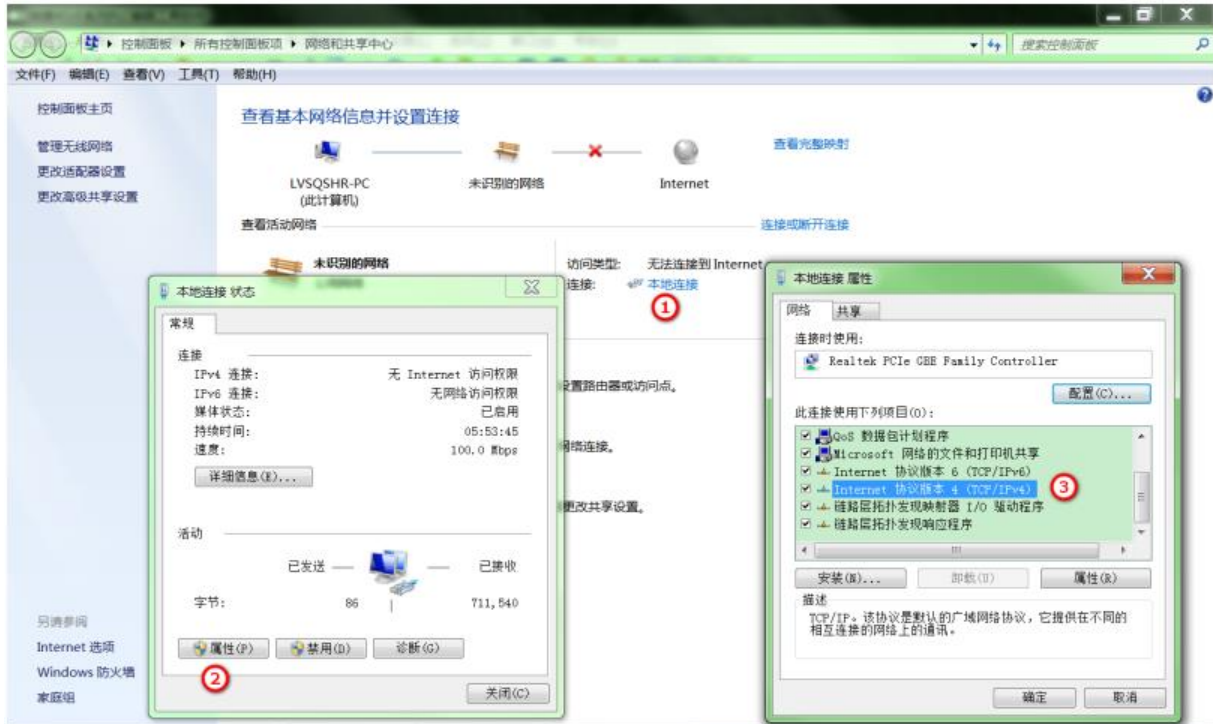 控制面板 ▸ 所有控制面板项 ▸ 网络和共享中心
搜索控制面板
文件(F) 编辑(E) 查看(V) 工具(T) 帮助(H)
控制面板主页
管理无线网络
更改适配器设置
更改高级共享设置
查看基本网络信息并设置连接
查看完整映射
LVSQSHR-PC
(此计算机)
未识别的网络
Internet
查看活动网络
连接或断开连接
未识别的网络
访问类型: 无法连接到 Internet
连接: 本地连接
①
设置路由器或访问点。
网络连接。
更改共享设置。
另请参阅
Internet 选项
Windows 防火墙
家庭组
本地连接 状态
常规
连接
IPv4 连接: 无 Internet 访问权限
IPv6 连接: 无网络访问权限
媒体状态: 已启用
持续时间: 05:53:45
速度: 100.0 Mbps
详细信息(E)...
活动
已发送 — — 已接收
字节: 86 | 711,540
属性(P) 禁用(D) 诊断(G)
②
关闭(C)
本地连接 属性
网络 共享
连接时使用:
Realtek PCIe GBE Family Controller
配置(C)...
此连接使用下列项目(O):
QoS 数据包计划程序
Microsoft 网络的文件和打印机共享
Internet 协议版本 6 (TCP/IPv6)
Internet 协议版本 4 (TCP/IPv4) ③
链路层拓扑发现映射器 I/O 驱动程序
链路层拓扑发现响应程序
安装(N)... 卸载(U) 属性(R)
描述
TCP/IP。该协议是默认的广域网络协议，它提供在不同的
相互连接的网络上的通讯。
确定 取消